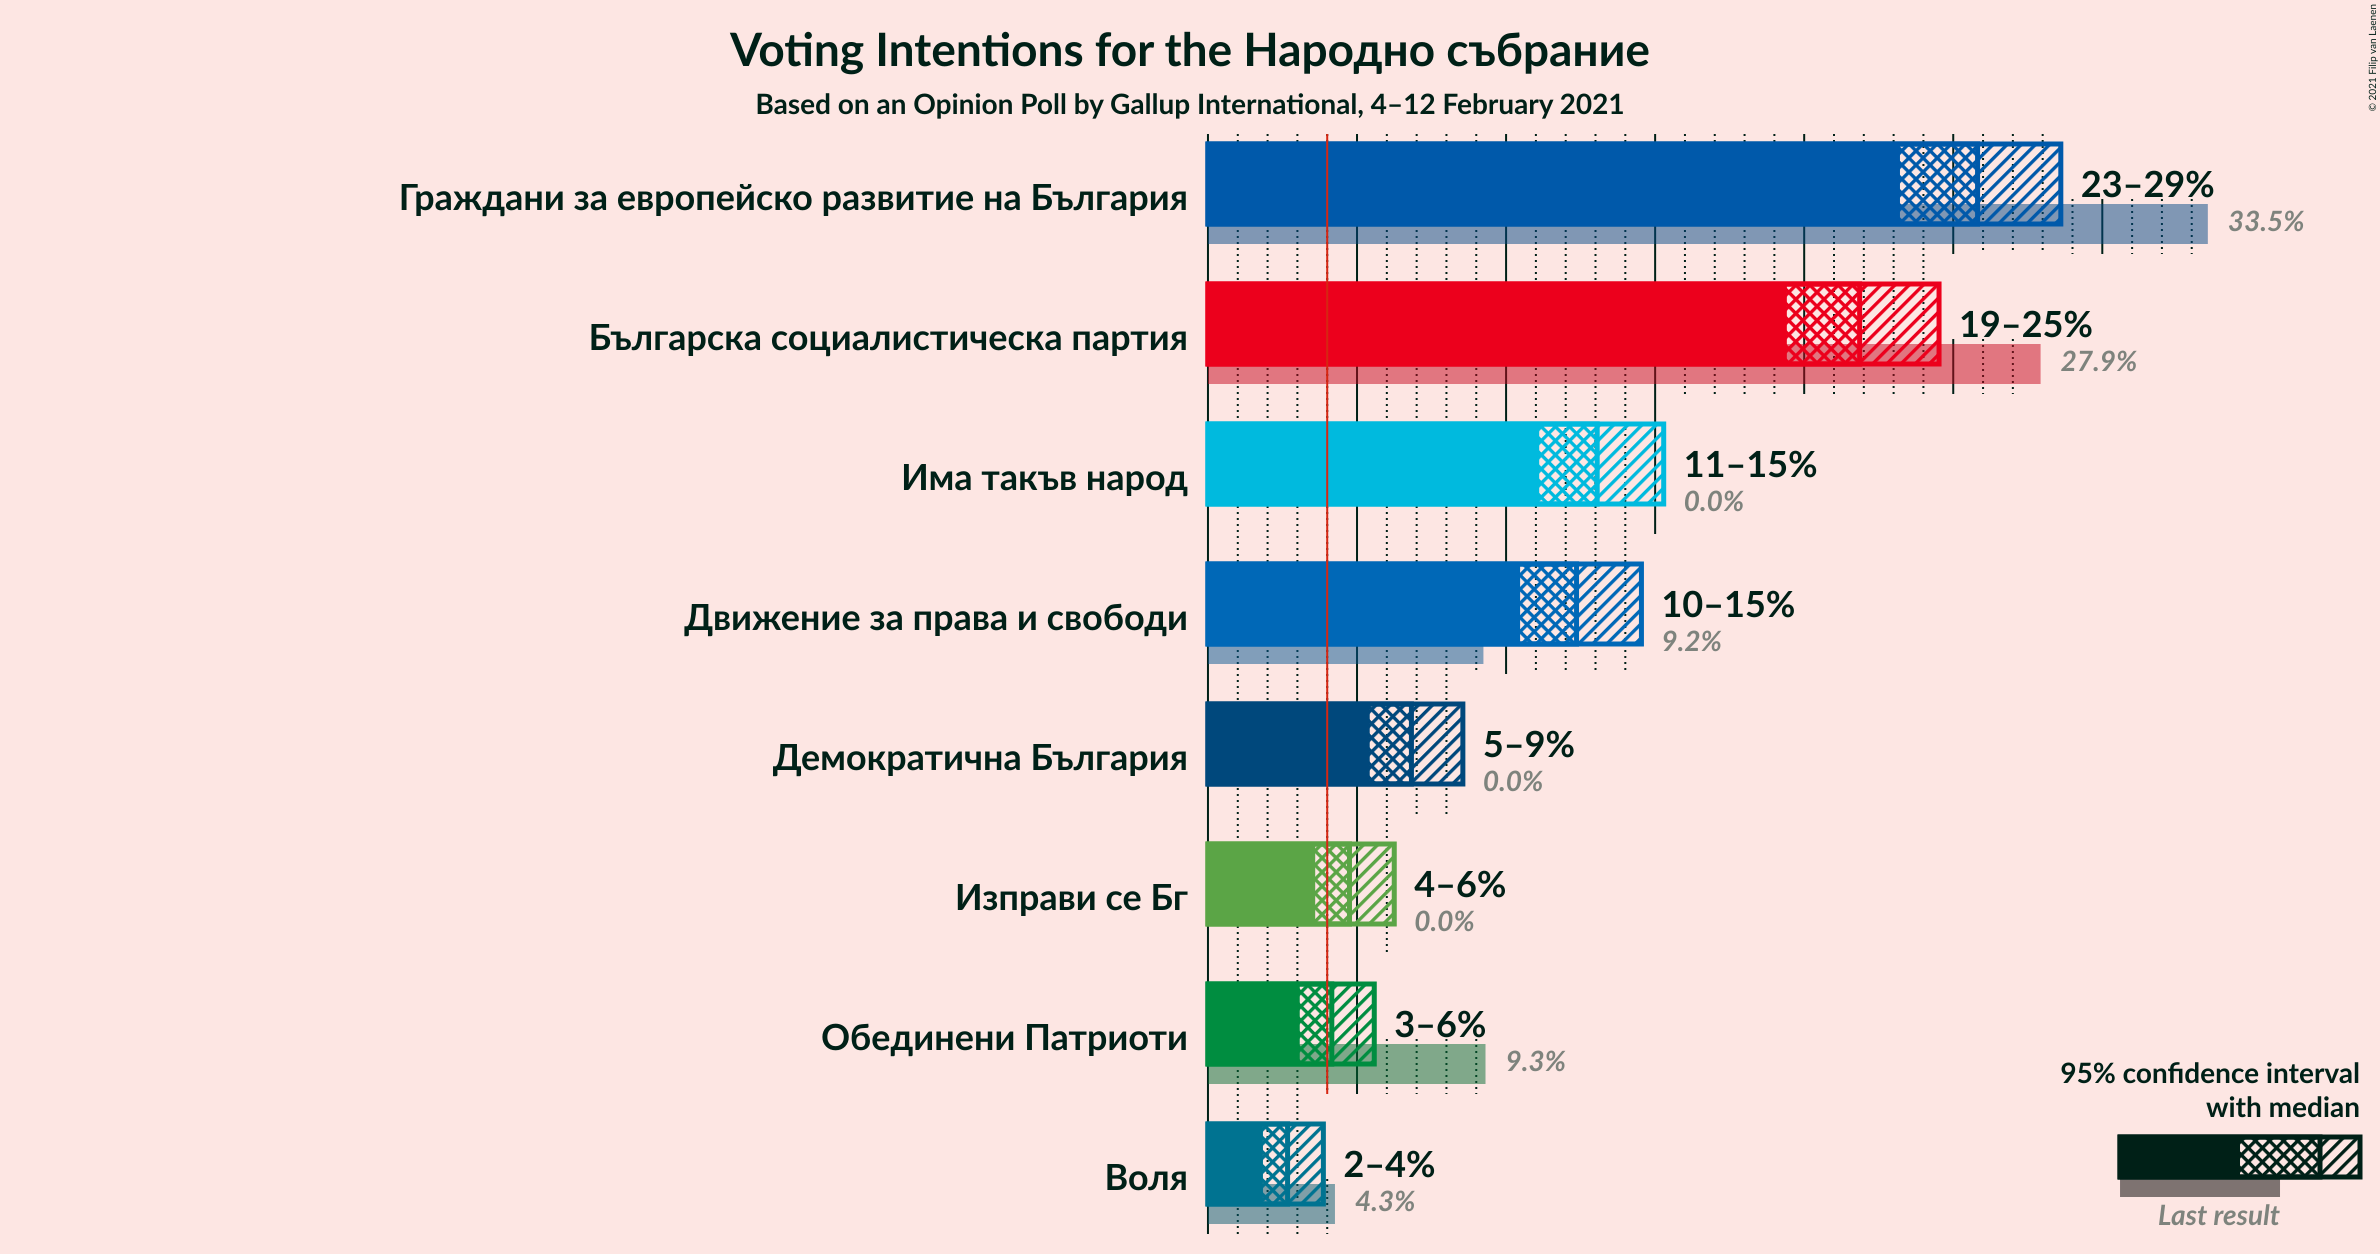 Voting Intentions for the Народно събрание
Based on an Opinion Poll by Gallup International, 4–12 February 2021
© 2021 Filip van Laenen
Граждани за европейско развитие на България
23–29%
33.5%
Българска социалистическа партия
19–25%
27.9%
Има такъв народ
11–15%
0.0%
Движение за права и свободи
10–15%
9.2%
Демократична България
5–9%
0.0%
Изправи се Бг
4–6%
0.0%
Обединени Патриоти
3–6%
9.3%
Воля
2–4%
4.3%
95% confidence interval
with median
Last result